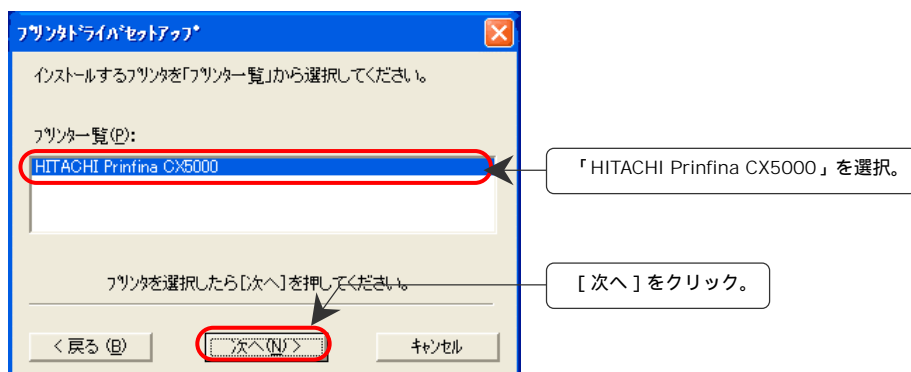 プリンタドライバセットアップ
インストールするプリンタを「プリンター覧」から選択してください。
プリンター覧(P):
HITACHI Prinfina CX5000
「HITACHI Prinfina CX5000」を選択。
プリンタを選択したら[次へ]を押してください。
[次へ]をクリック。
< 戻る (B)
次へ(N) >
キャンセル